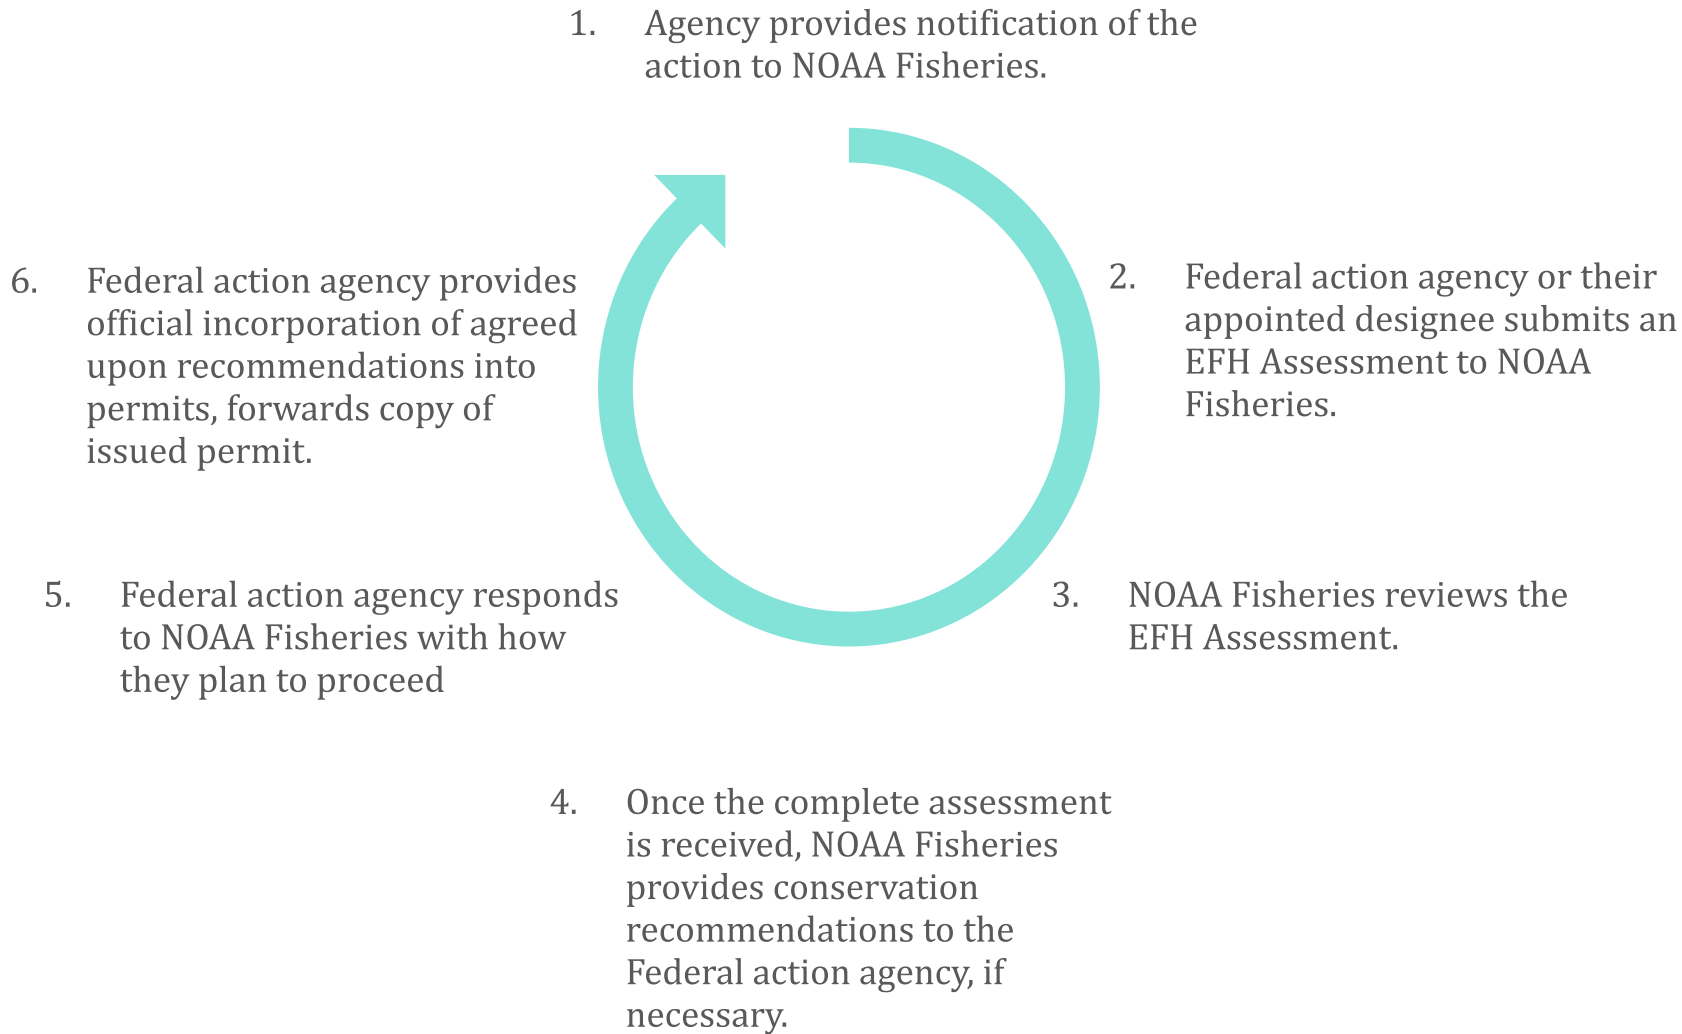 1. Agency provides notification of the
action to NOAA Fisheries.
2. Federal action agency or their
appointed designee submits an
EFH Assessment to NOAA
Fisheries.
3. NOAA Fisheries reviews the
EFH Assessment.
4. Once the complete assessment
is received, NOAA Fisheries
provides conservation
recommendations to the
Federal action agency, if
necessary.
5. Federal action agency responds
to NOAA Fisheries with how
they plan to proceed
6. Federal action agency provides
official incorporation of agreed
upon recommendations into
permits, forwards copy of
issued permit.